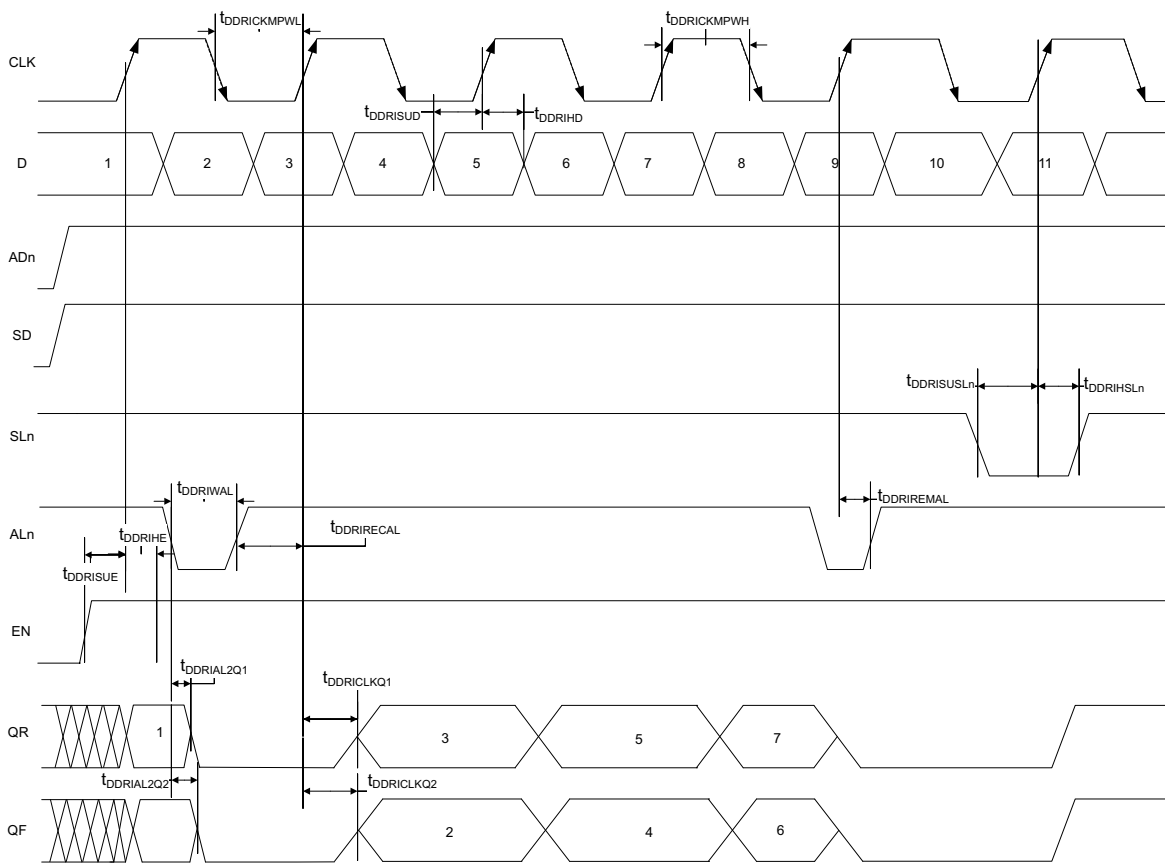 tDDRICKMPWL
tDDRICKMPWH
CLK
tDDRISUD
tDDRIHD
D
1
2
3
4
5
6
7
8
9
10
11
ADn
SD
tDDRISUSLn
tDDRIHSLn
SLn
tDDRIWAL
tDDRIREMAL
ALn
tDDRIHE
tDDRIRECAL
tDDRISUE
EN
tDDRIAL2Q1
tDDRICLKQ1
QR
1
3
5
7
tDDRIAL2Q2
tDDRICLKQ2
QF
2
4
6